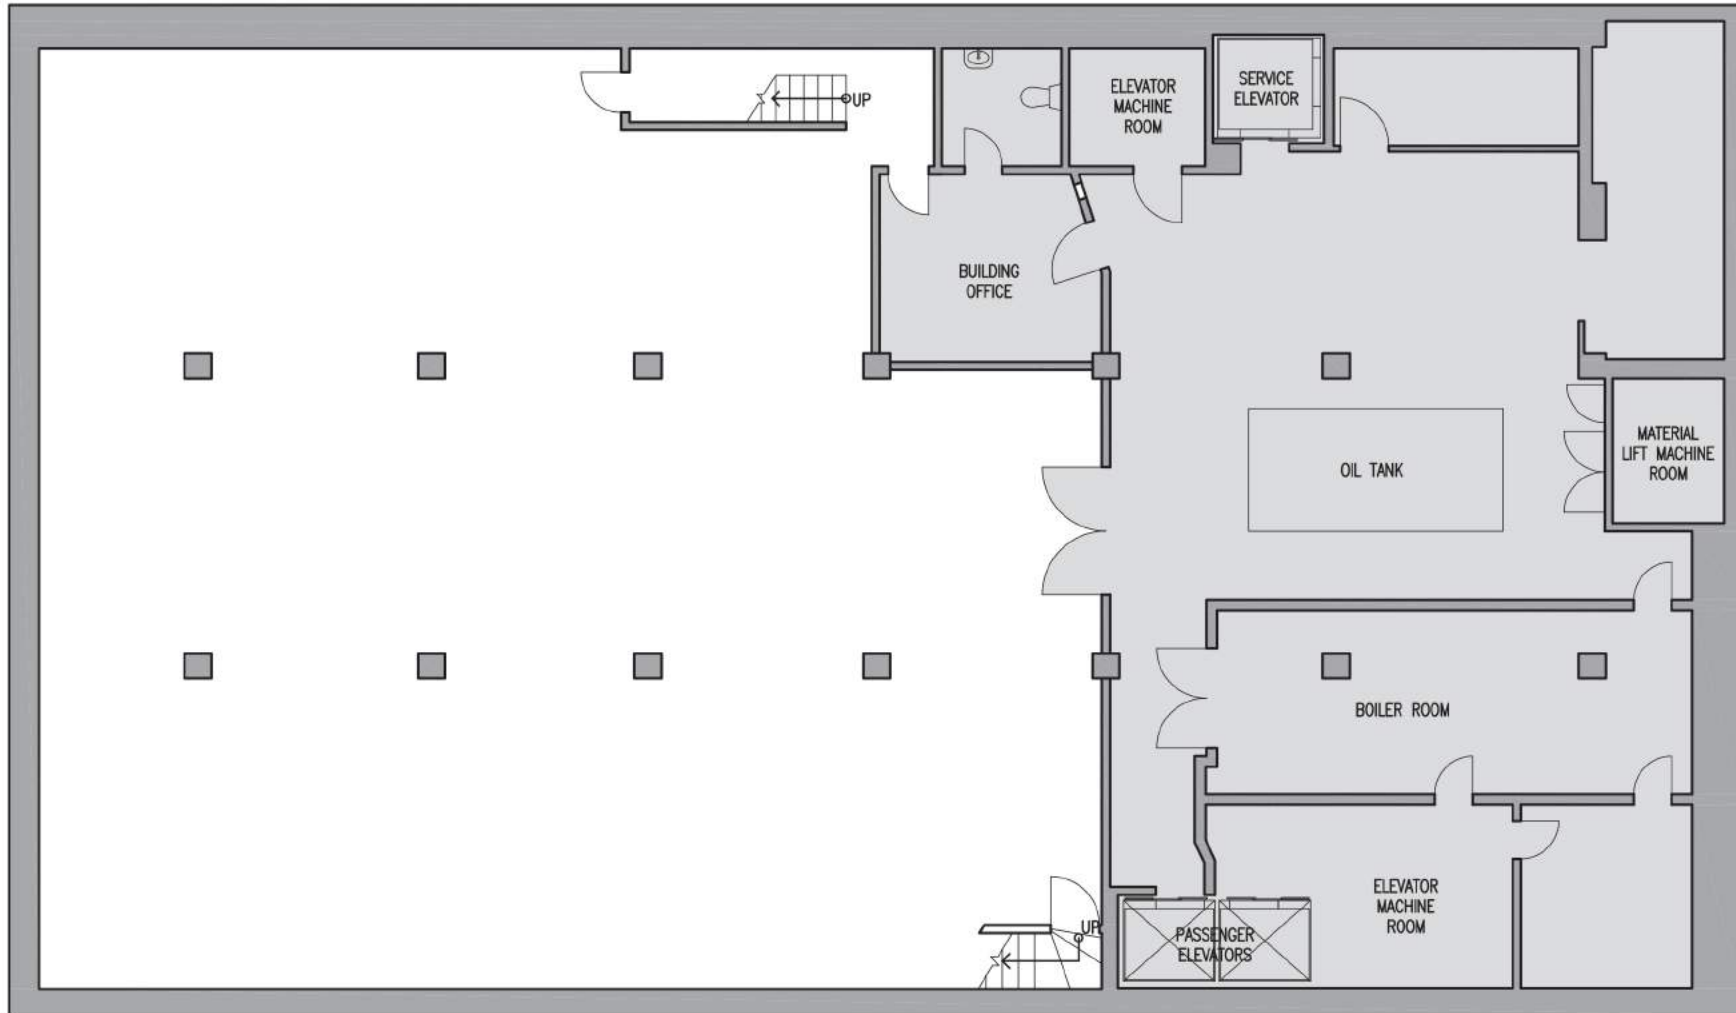 UP
ELEVATOR
MACHINE
ROOM
SERVICE
ELEVATOR
BUILDING
OFFICE
OIL TANK
MATERIAL
LIFT MACHINE
ROOM
BOILER ROOM
ELEVATOR
MACHINE
ROOM
UP
PASSENGER
ELEVATORS